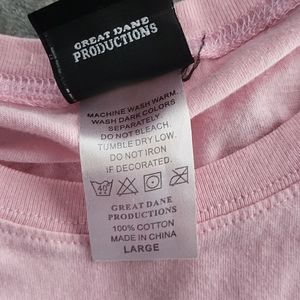 GREAT DANE
PRODUCTIONS
MACHINE WASH WARM.
WASH DARK COLORS
SEPARATELY.
DO NOT BLEACH.
TUMBLE DRY LOW.
DO NOT IRON
IF DECORATED.
40
GREAT DANE
PRODUCTIONS
100% COTTON
MADE IN CHINA
LARGE